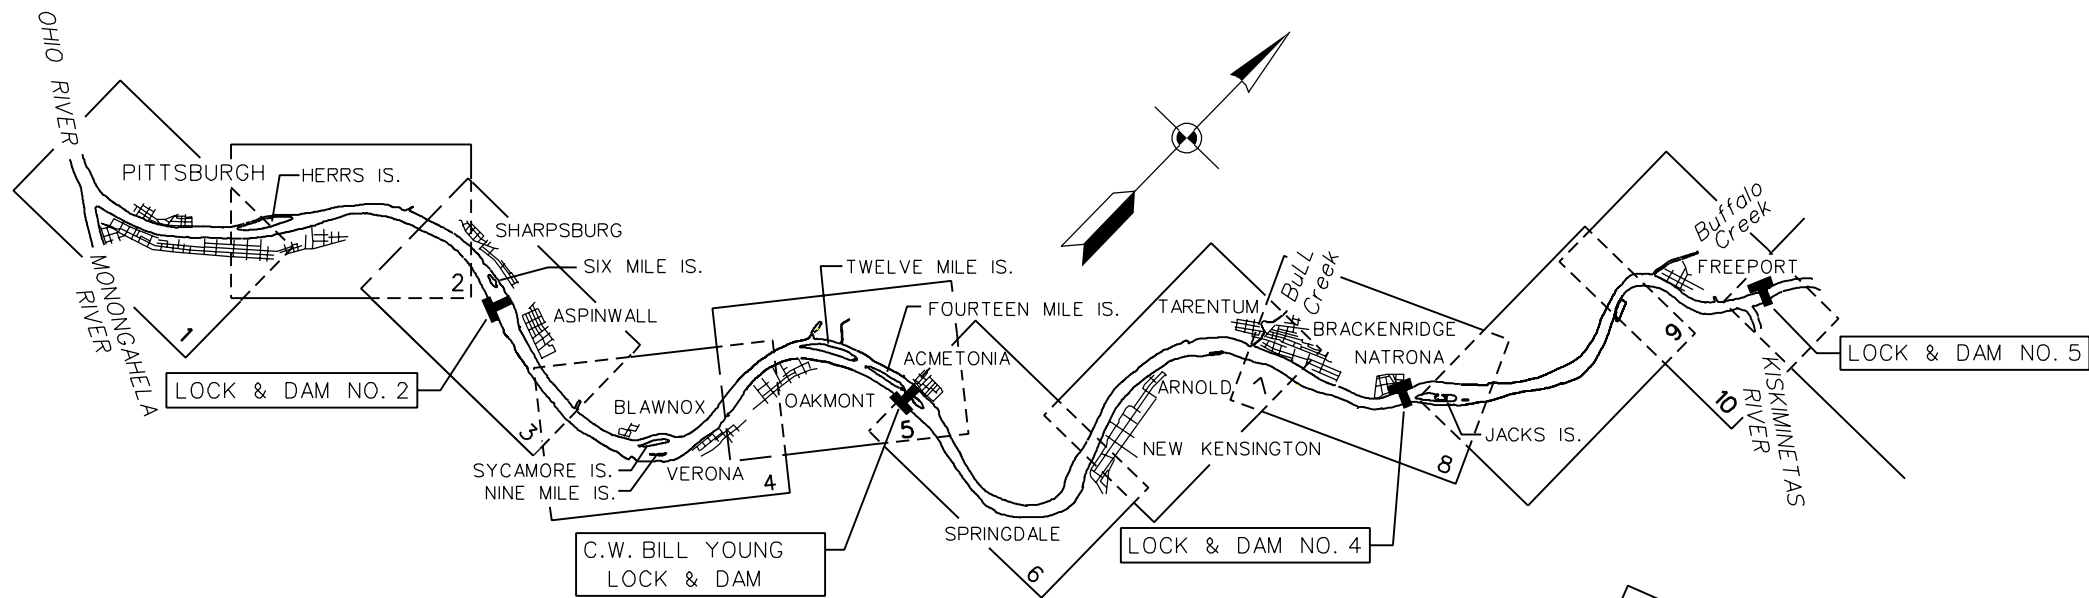 OHIO RIVER
PITTSBURGH
HERRS IS.
MONONGAHELA
RIVER
1
2
SHARPSBURG
SIX MILE IS.
ASPINWALL
LOCK & DAM NO. 2
3
BLAWNOX
SYCAMORE IS.
NINE MILE IS.
VERONA
4
TWELVE MILE IS.
FOURTEEN MILE IS.
ACMETONIA
OAKMONT
5
C.W. BILL YOUNG
LOCK & DAM
SPRINGDALE
6
TARENTUM
Bull
Creek
BRACKENRIDGE
NATRONA
ARNOLD
7
NEW KENSINGTON
LOCK & DAM NO. 4
8
JACKS IS.
9
Buffalo
Creek
FREEPORT
10
LOCK & DAM NO. 5
KISKIMINETAS
RIVER